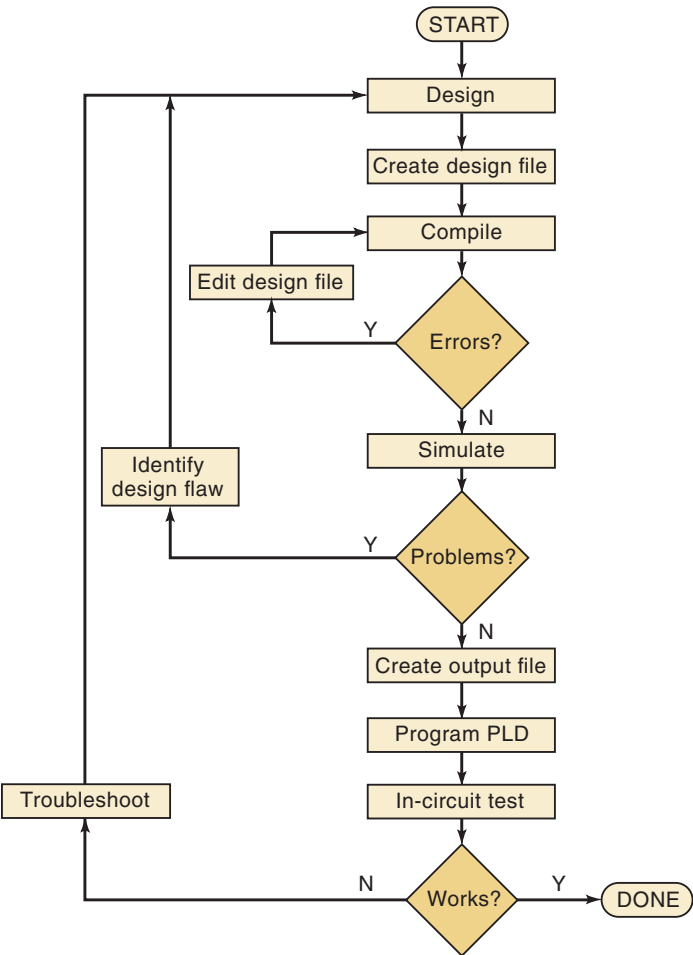 START
Design
Create design file
Compile
Edit design file
Y
Errors?
N
Simulate
Identify
design flaw
Y
Problems?
N
Create output file
Program PLD
Troubleshoot
In-circuit test
N
Works?
Y
DONE